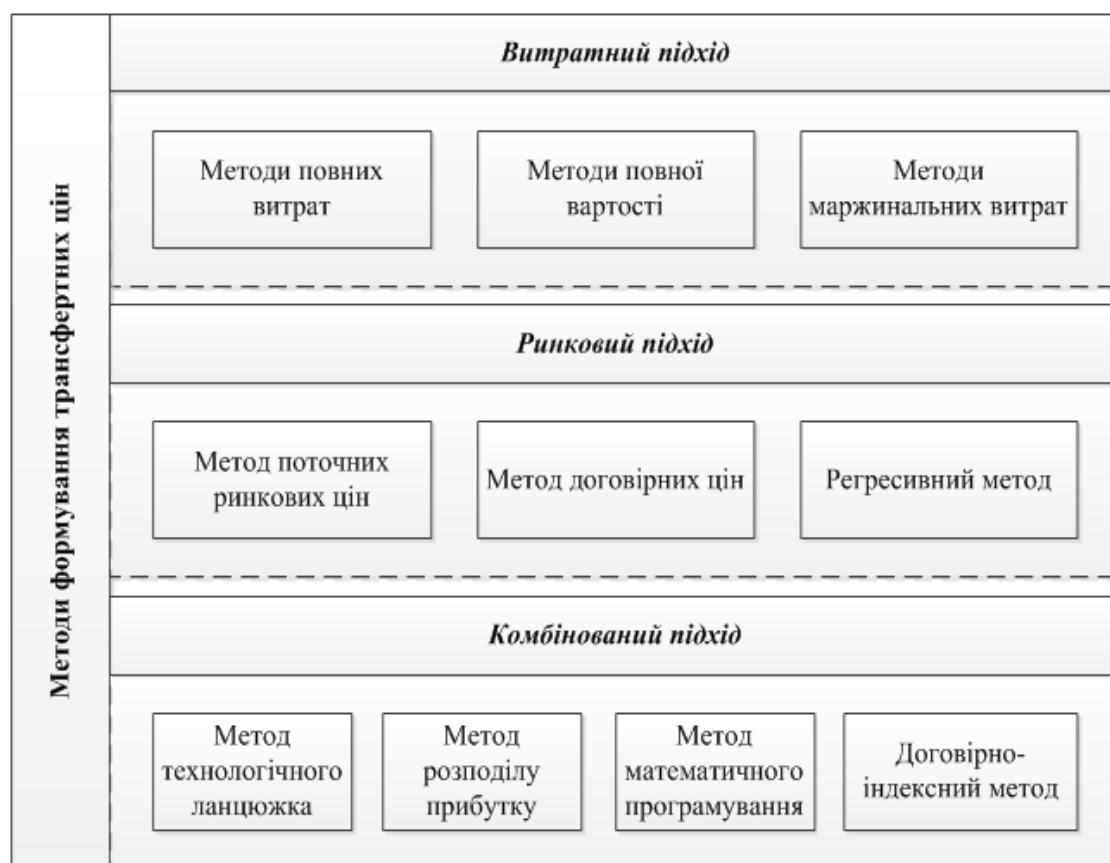 Методи формування трансфертних цін
Витратний підхід
Методи повних
витрат
Методи повної
вартості
Методи
маржинальних витрат
Ринковий підхід
Метод поточних
ринкових цін
Метод договірних цін
Регресивний метод
Комбінований підхід
Метод
технологічного
ланцюжка
Метод
розподілу
прибутку
Метод
математичного
програмування
Договірно-
індексний метод